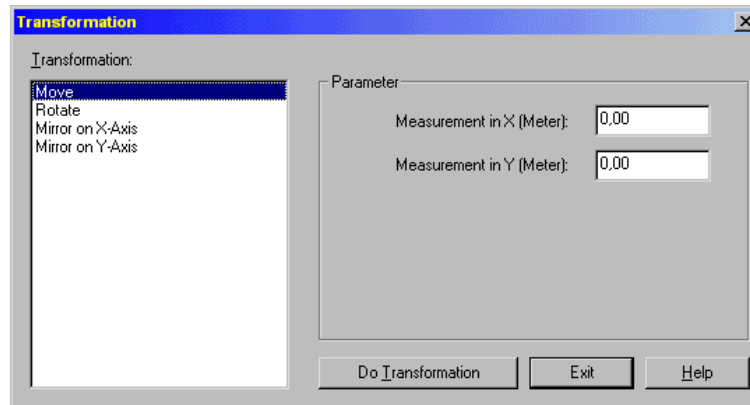 Transformation
Transformation:
Move
Rotate
Mirror on X-Axis
Mirror on Y-Axis
Parameter
Measurement in X (Meter): 0,00
Measurement in Y (Meter): 0,00
Do Transformation Exit Help